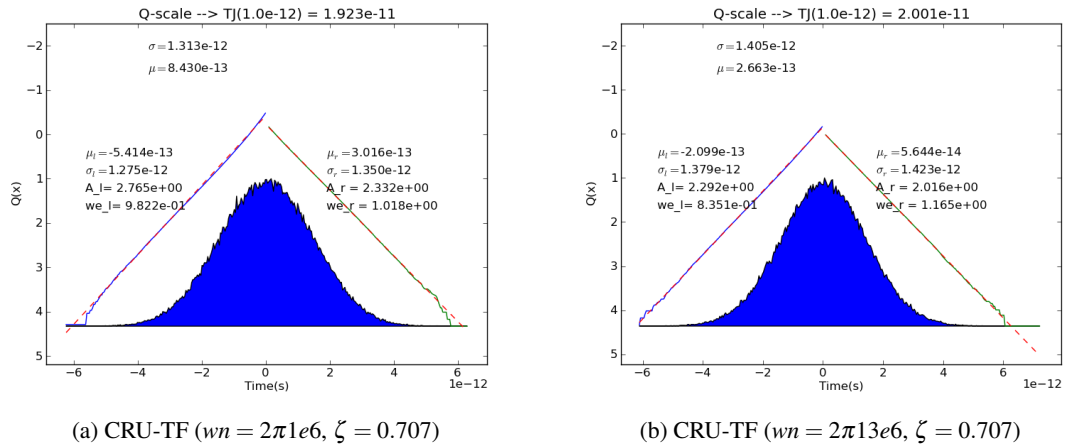 Q-scale --> TJ(1.0e-12) = 1.923e-11
σ=1.313e-12
μ=8.430e-13
μ_l=-5.414e-13
σ_l=1.275e-12
A_l= 2.765e+00
we_l= 9.822e-01
μ_r=3.016e-13
σ_r=1.350e-12
A_r = 2.332e+00
we_r = 1.018e+00
Q(x)
−2
−1
0
1
2
3
4
5
−6 −4 −2 0 2 4 6
1e−12
Time(s)
(a) CRU-TF (wn = 2π1e6, ζ = 0.707)
Q-scale --> TJ(1.0e-12) = 2.001e-11
σ=1.405e-12
μ=2.663e-13
μ_l=-2.099e-13
σ_l=1.379e-12
A_l= 2.292e+00
we_l= 8.351e-01
μ_r=5.644e-14
σ_r=1.423e-12
A_r = 2.016e+00
we_r = 1.165e+00
Q(x)
−2
−1
0
1
2
3
4
5
−6 −4 −2 0 2 4 6
1e−12
Time(s)
(b) CRU-TF (wn = 2π13e6, ζ = 0.707)